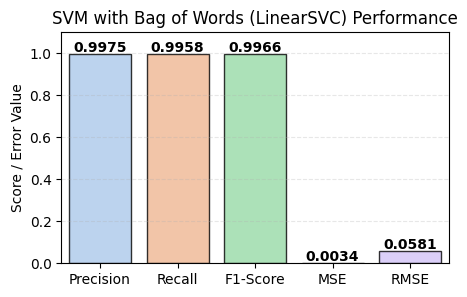 SVM with Bag of Words (LinearSVC) Performance
Score / Error Value
1.0
0.8
0.6
0.4
0.2
0.0
0.9975
0.9958
0.9966
0.0034
0.0581
Precision
Recall
F1-Score
MSE
RMSE